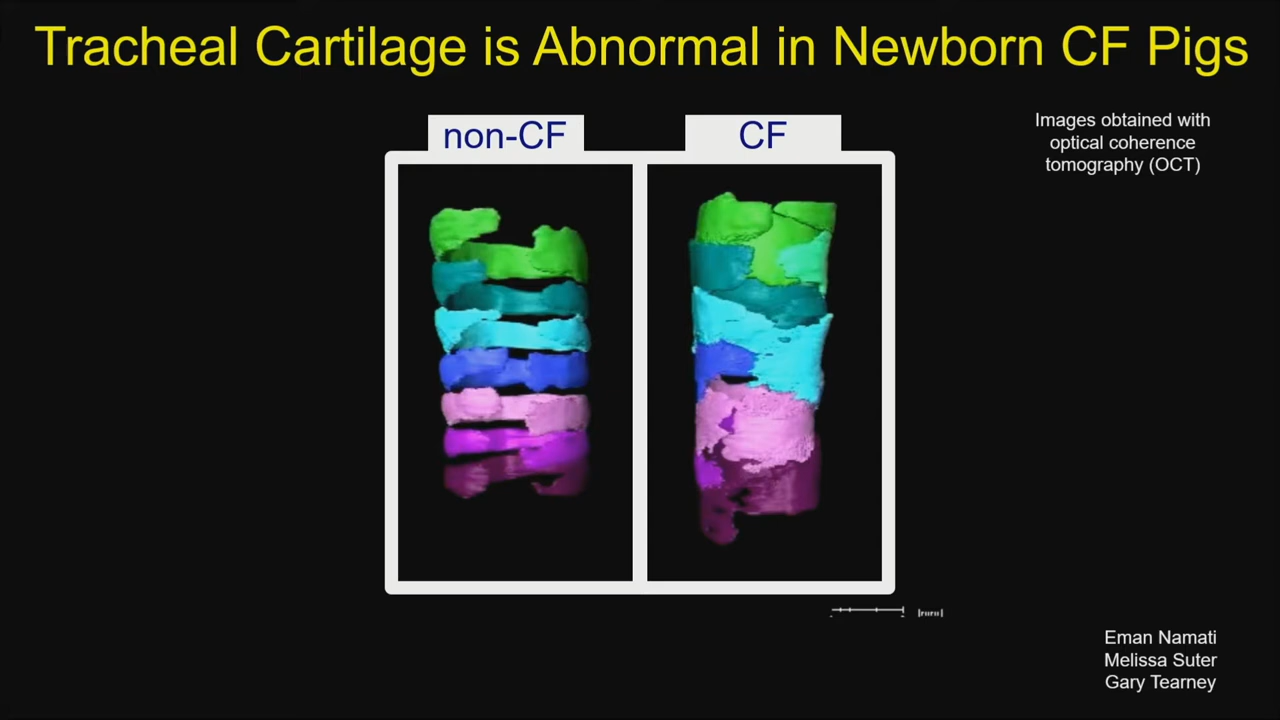 Tracheal Cartilage is Abnormal in Newborn CF Pigs
non-CF
CF
Images obtained with
optical coherence
tomography (OCT)
Eman Namati
Melissa Suter
Gary Tearney